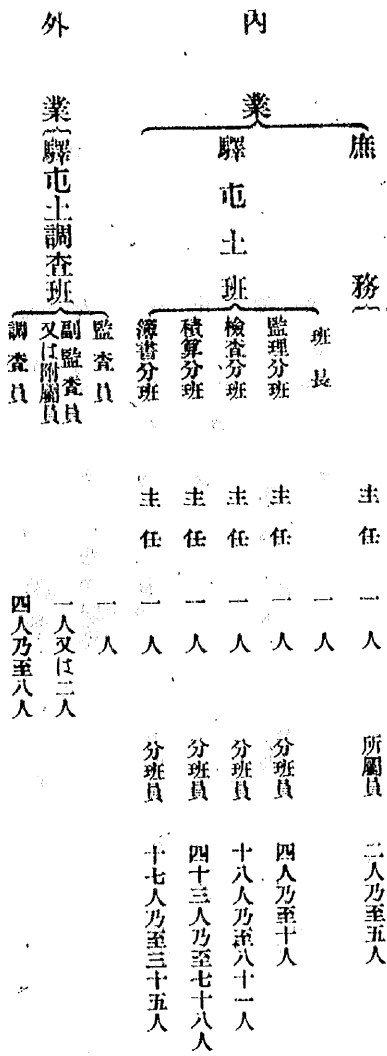 內業
庶務 主任 一人 所屬員 二人乃至五人
驛屯土班
班長 一人
監理分班 主任 一人 分班員 四人乃至十人
檢查分班 主任 一人 分班員 十八人乃至八十一人
積算分班 主任 一人 分班員 四十三人乃至七十八人
簿書分班 主任 一人 分班員 十七人乃至三十五人
外業 驛屯土調查班
監查員 一人
副監查員又は附屬員 一人又は二人
調查員 四人乃至八人